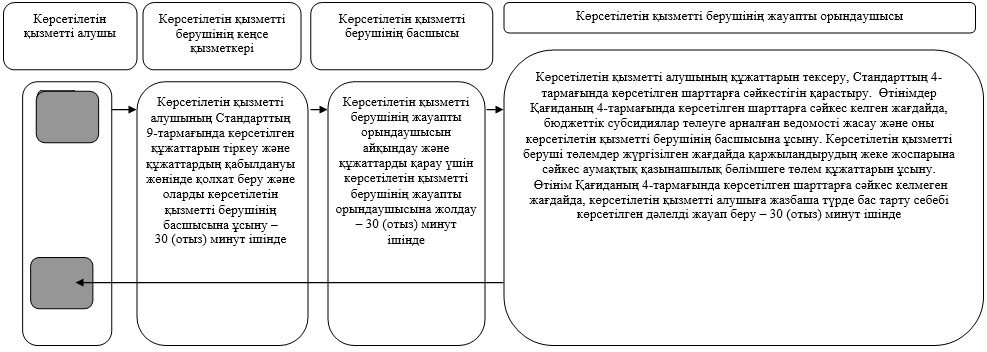 Көрсетілетін
қызметті алушы
Көрсетілетін қызметті
берушінің кеңсе
қызметкері
Көрсетілетін қызметті
берушінің басшысы
Көрсетілетін қызметті берушінің жауапты орындаушысы
Көрсетілетін қызметті
алушының Стандарттың
9-тармағында көрсетілген
құжаттарын тіркеу және
құжаттардың қабылдануы
жөнінде қолхат беру және
оларды көрсетілетін
қызметті берушінің
басшысына ұсыну –
30 (отыз) минут ішінде
Көрсетілетін қызметті
берушінің жауапты
орындаушысын
айқындау және
құжаттарды қарау үшін
көрсетілетін қызметті
берушінің жауапты
орындаушысына жолдау
– 30 (отыз) минут
ішінде
Көрсетілетін қызметті алушының құжаттарын тексеру, Стандарттың 4-
тармағында көрсетілген шарттарға сәйкестігін қарастыру. Өтінімдер
Қағиданың 4-тармағында көрсетілген шарттарға сәйкес келген жағдайда,
бюджеттік субсидиялар төлеуге арналған ведомості жасау және оны
көрсетілетін қызметті берушінің басшысына ұсыну. Көрсетілетін қызметті
беруші төлемдер жүргізілген жағдайда қаржыландырудың жеке жоспарына
сәйкес аумақтық қазынашылық бөлімшеге төлем құжаттарын ұсыну.
Өтінім Қағиданың 4-тармағында көрсетілген шарттарға сәйкес келмеген
жағдайда, көрсетілетін қызметті алушыға жазбаша түрде бас тарту себебі
көрсетілген дәлелді жауап беру – 30 (отыз) минут ішінде